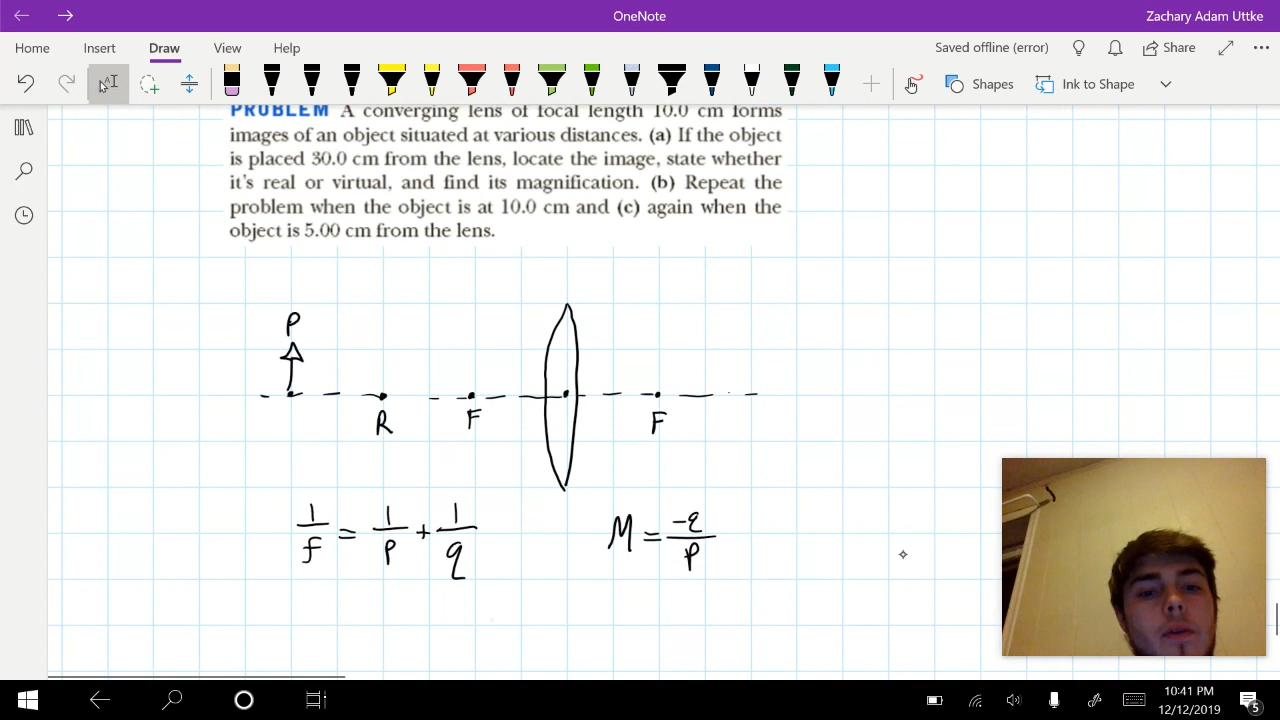 OneNote
Zachary Adam Uttke
Home Insert Draw View Help
Saved offline (error) Share
Shapes Ink to Shape
PROBLEM A converging lens of focal length 10.0 cm forms
images of an object situated at various distances. (a) If the object
is placed 30.0 cm from the lens, locate the image, state whether
it's real or virtual, and find its magnification. (b) Repeat the
problem when the object is at 10.0 cm and (c) again when the
object is 5.00 cm from the lens.
P
R F F
1/f = 1/p + 1/q M = -q/p
10:41 PM
12/12/2019
5